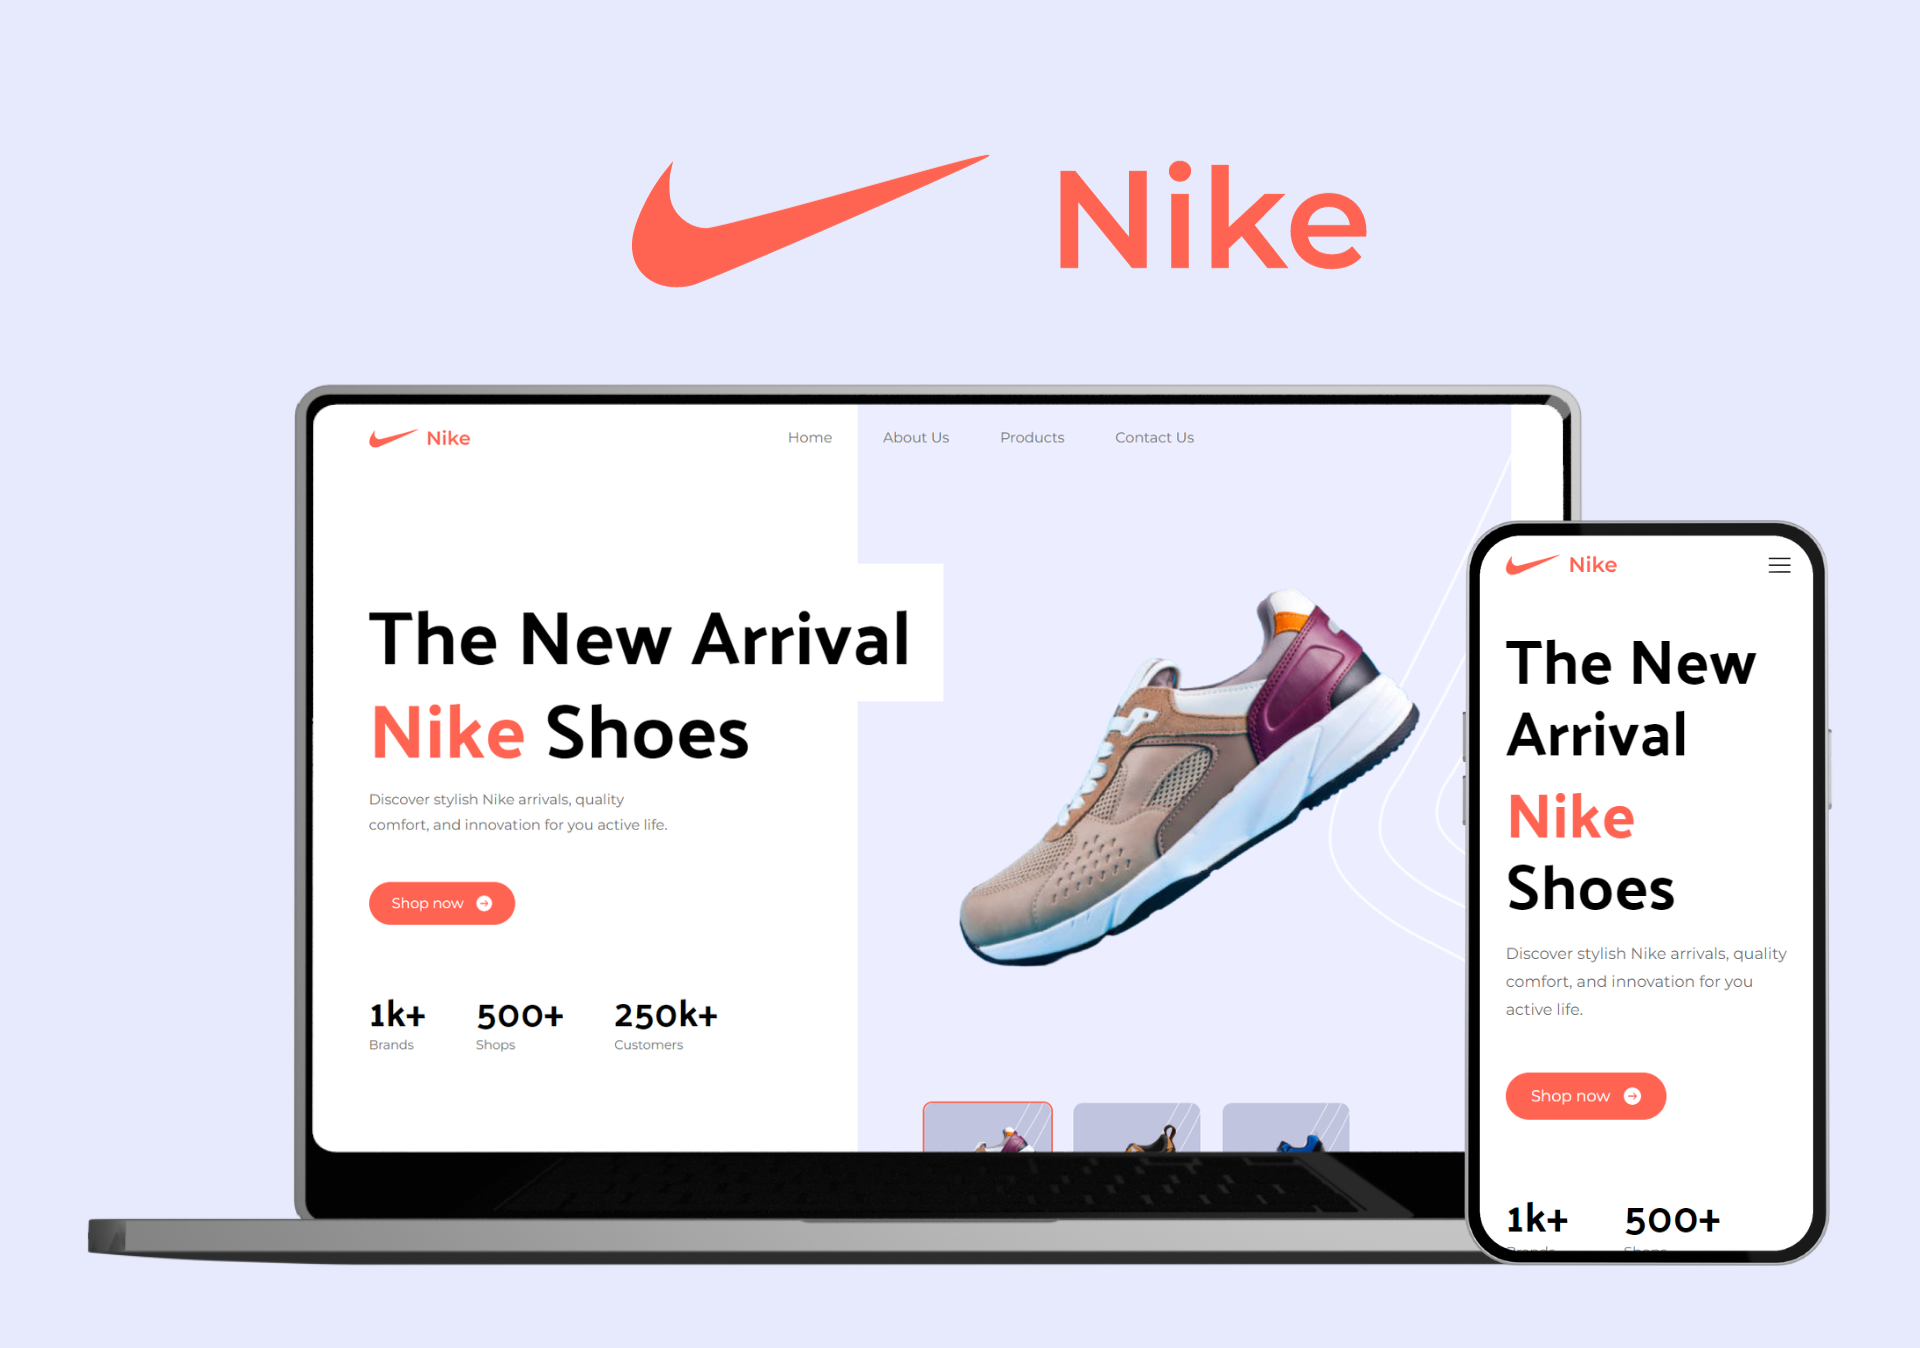 Nike
Nike
Home About Us Products Contact Us
The New Arrival
Nike Shoes
Discover stylish Nike arrivals, quality
comfort, and innovation for you active life.
Shop now
1k+ 500+ 250k+
Brands Shops Customers
Nike
The New
Arrival
Nike
Shoes
Discover stylish Nike arrivals, quality
comfort, and innovation for you
active life.
Shop now
1k+ 500+